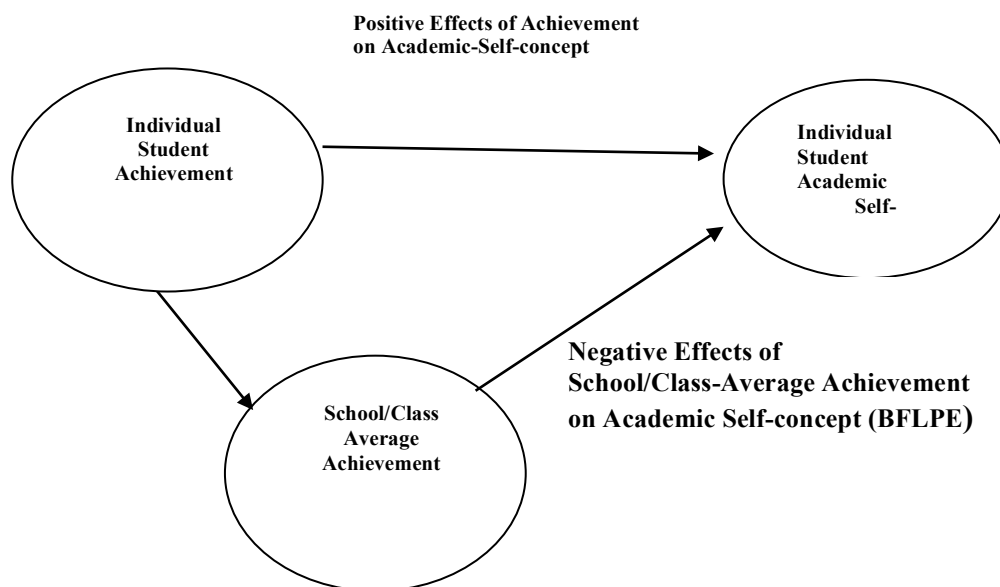 Positive Effects of Achievement
on Academic-Self-concept
Individual
Student
Achievement
Individual
Student
Academic
Self-
Negative Effects of
School/Class-Average Achievement
on Academic Self-concept (BFLPE)
School/Class
Average
Achievement